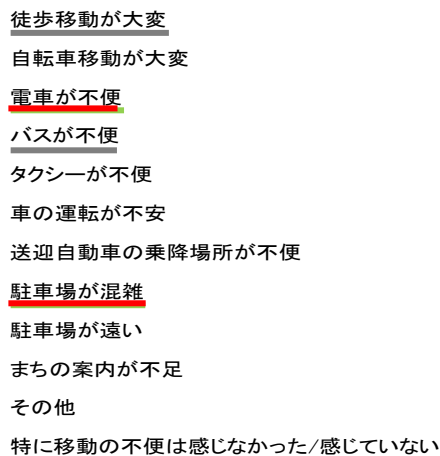 徒歩移動が大変
自転車移動が大変
電車が不便
バスが不便
タクシーが不便
車の運転が不安
送迎自動車の乗降場所が不便
駐車場が混雑
駐車場が遠い
まちの案内が不足
その他
特に移動の不便は感じなかった/感じていない